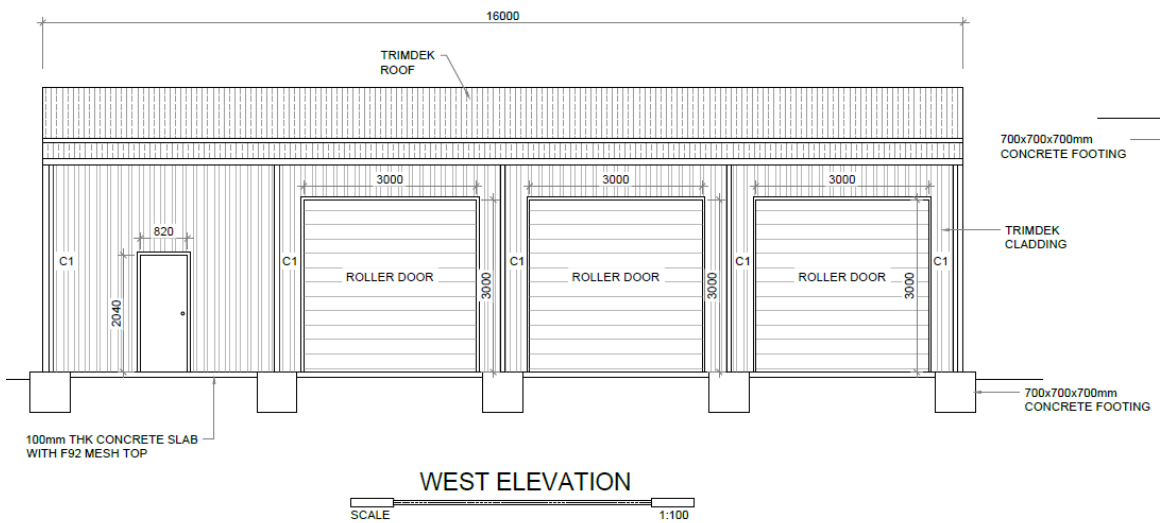 16000
TRIMDEK
ROOF
700x700x700mm
CONCRETE FOOTING
3000
3000
3000
820
TRIMDEK
CLADDING
C1
C1
C1
C1
C1
ROLLER DOOR
ROLLER DOOR
ROLLER DOOR
2040
3000
3000
3000
700x700x700mm
CONCRETE FOOTING
100mm THK CONCRETE SLAB
WITH F92 MESH TOP
WEST ELEVATION
SCALE
1:100